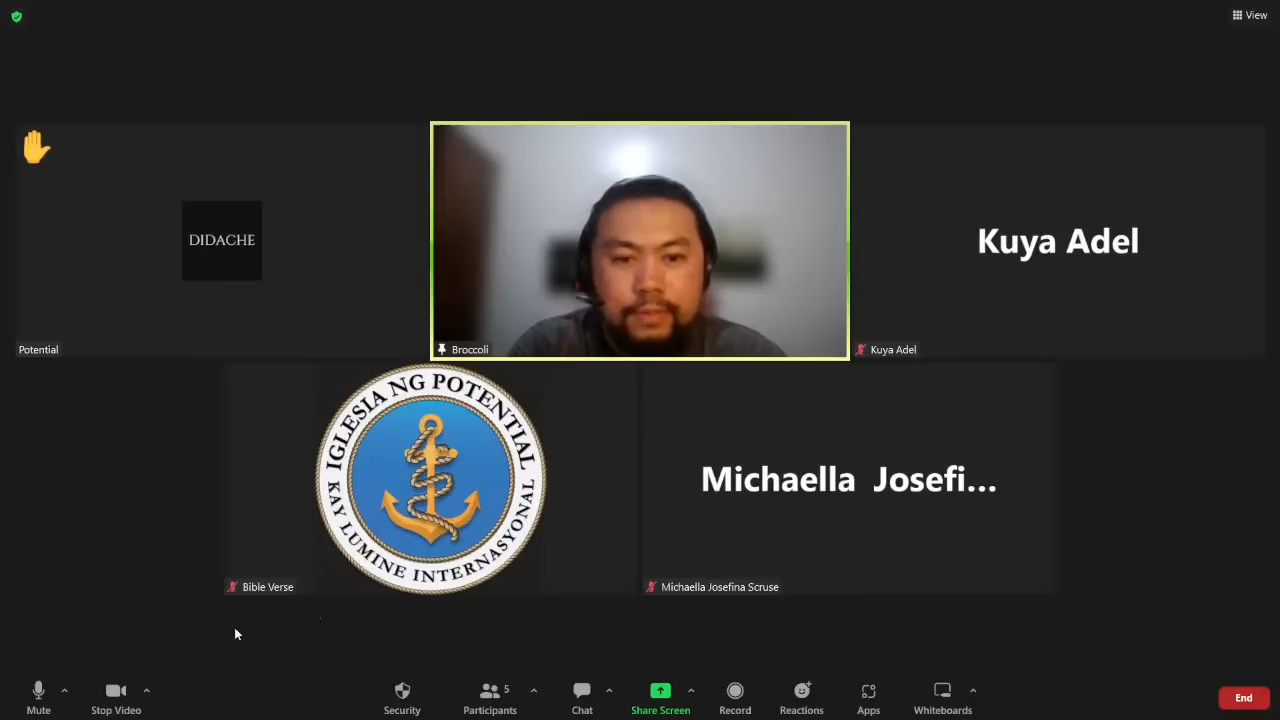 View
DIDACHE
Potential
Broccoli
Kuya Adel
Kuya Adel
IGLESIA NG POTENTIAL
KAY LUMINE INTERNASYONAL
Bible Verse
Michaella Josefi...
Michaella Josefina Scruse
Mute
Stop Video
Security
5
Participants
Chat
Share Screen
Record
Reactions
Apps
Whiteboards
End